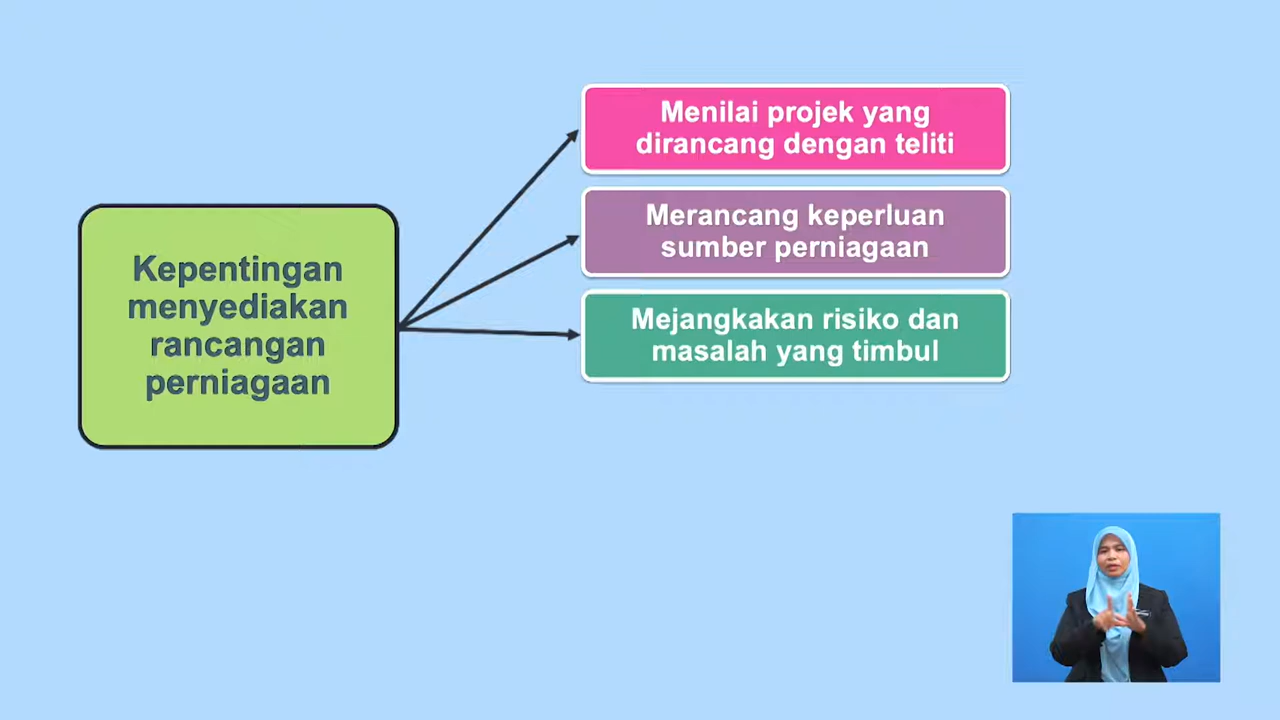 Kepentingan
menyediakan
rancangan
perniagaan
Menilai projek yang
dirancang dengan teliti
Merancang keperluan
sumber perniagaan
Mejangkakan risiko dan
masalah yang timbul